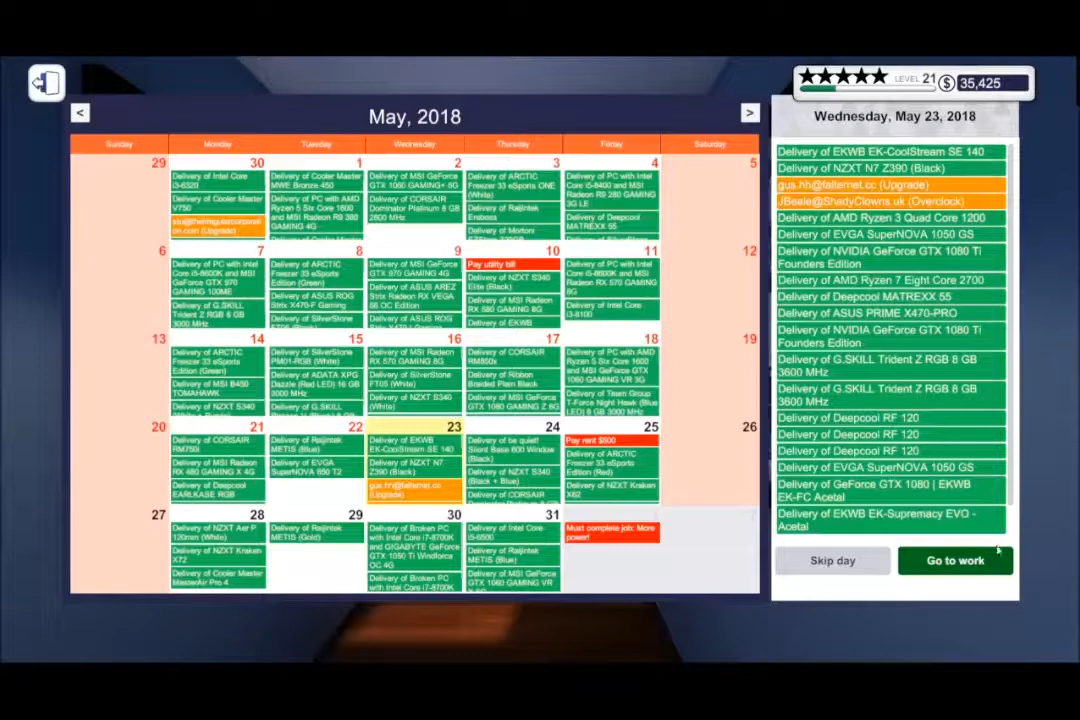 LEVEL 21
$ 35,425
<
May, 2018
>
Sunday
Monday
Tuesday
Wednesday
Thursday
Friday
Saturday
29
30
Delivery of Intel Core
i3-6320
Delivery of Cooler Master
V750
(Upgrade)
1
Delivery of Cooler Master
MWE Bronze 450
Delivery of PC with AMD
Ryzen 5 Six Core 1600
and MSI Radeon R9 380
GAMING 4G
2
Delivery of MSI GeForce
GTX 1060 GAMING+ 6G
Delivery of CORSAIR
Dominator Platinum 8 GB
2800 MHz
3
Delivery of ARCTIC
Freezer 33 eSports ONE
(White)
Delivery of Raijintek
Delivery of Morton
4
Delivery of PC with Intel
Core i5-8400 and MSI
Radeon R9 280 GAMING
3G LE
Delivery of Deepcool
MATREXX 55
5
6
7
Delivery of PC with Intel
Core i5-8600K and MSI
GeForce GTX 970
GAMING 100ME
Delivery of G.SKILL
Trident Z RGB 8 GB
3000 MHz
8
Delivery of ARCTIC
Freezer 33 eSports
Edition (Green)
Delivery of ASUS ROG
Strix X470-F Gaming
Delivery of SilverStone
FT05 (Black)
9
Delivery of MSI GeForce
GTX 970 GAMING 4G
Delivery of ASUS AREZ
Strix Radeon RX VEGA
56 OC Edition
Delivery of ASUS ROG
10
Pay utility bill
Delivery of NZXT S340
Elite (Black)
Delivery of MSI Radeon
RX 580 GAMING 8G
Delivery of EKWB
11
Delivery of PC with Intel
Core i5-8600K and MSI
Radeon RX 570 GAMING
8G
Delivery of Intel Core
i3-8100
12
13
14
Delivery of ARCTIC
Freezer 33 eSports
Edition (Green)
Delivery of MSI B450
TOMAHAWK
Delivery of NZXT S340
15
Delivery of SilverStone
PM01-RGB (White)
Delivery of ADATA XPG
Dazzle (Red LED) 16 GB
3000 MHz
Delivery of G.SKILL
16
Delivery of MSI Radeon
RX 570 GAMING 8G
Delivery of SilverStone
FT05 (White)
Delivery of NZXT S340
(White)
17
Delivery of CORSAIR
RM850x
Delivery of Ribbon
Braided Plain Black
Delivery of MSI GeForce
GTX 1080 GAMING Z 8G
18
Delivery of PC with AMD
Ryzen 5 Six Core 1600
and MSI GeForce GTX
1060 GAMING VR 3G
Delivery of Team Group
T-Force Night Hawk (Blue
LED) 8 GB 3000 MHz
19
20
21
Delivery of CORSAIR
RM750i
Delivery of MSI Radeon
RX 480 GAMING X 4G
Delivery of Deepcool
EARLKASE RGB
22
Delivery of Raijintek
METIS (Blue)
Delivery of EVGA
SuperNOVA 650 T2
23
Delivery of EKWB
EK-CoolStream SE 140
Delivery of NZXT N7
Z390 (Black)
gus.hh@falternet.cc
(Upgrade)
24
Delivery of be quiet!
Silent Base 600 Window
(Black)
Delivery of NZXT S340
(Black + Blue)
Delivery of CORSAIR
25
Pay rent $500
Delivery of ARCTIC
Freezer 33 eSports
Edition (Red)
Delivery of NZXT Kraken
X62
26
27
28
Delivery of NZXT Aer P
120mm (White)
Delivery of NZXT Kraken
X72
Delivery of Cooler Master
MasterAir Pro 4
29
Delivery of Raijintek
METIS (Gold)
30
Delivery of Broken PC
with Intel Core i7-8700K
and GIGABYTE GeForce
GTX 1050 Ti Windforce
OC 4G
Delivery of Broken PC
with Intel Core i7-8700K
31
Delivery of Intel Core
i5-6500
Delivery of Raijintek
METIS (Blue)
Delivery of MSI GeForce
GTX 1060 GAMING VR
Must complete job: More
power!
Wednesday, May 23, 2018
Delivery of EKWB EK-CoolStream SE 140
Delivery of NZXT N7 Z390 (Black)
gus.hh@falternet.cc (Upgrade)
JBeale@ShadyClowns.uk (Overclock)
Delivery of AMD Ryzen 3 Quad Core 1200
Delivery of EVGA SuperNOVA 1050 GS
Delivery of NVIDIA GeForce GTX 1080 Ti
Founders Edition
Delivery of AMD Ryzen 7 Eight Core 2700
Delivery of Deepcool MATREXX 55
Delivery of ASUS PRIME X470-PRO
Delivery of NVIDIA GeForce GTX 1080 Ti
Founders Edition
Delivery of G.SKILL Trident Z RGB 8 GB
3600 MHz
Delivery of G.SKILL Trident Z RGB 8 GB
3600 MHz
Delivery of Deepcool RF 120
Delivery of Deepcool RF 120
Delivery of Deepcool RF 120
Delivery of EVGA SuperNOVA 1050 GS
Delivery of GeForce GTX 1080 | EKWB
EK-FC Acetal
Delivery of EKWB EK-Supremacy EVO -
Acetal
Skip day
Go to work